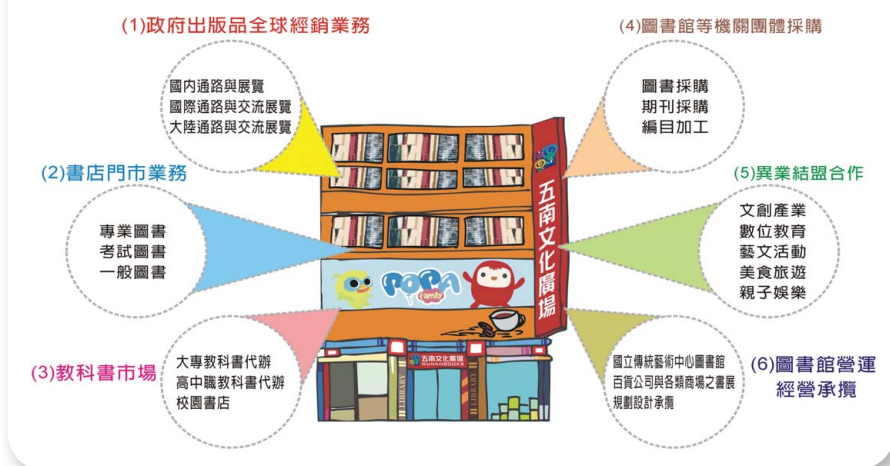 (1)政府出版品全球經銷業務
國内通路與展覽
國際通路與交流展覽
大陸通路與交流展覽
(2)書店門市業務
專業圖書
考試圖書
一般圖書
(3)教科書市場
大專教科書代辦
高中職教科書代辦
校園書店
(4)圖書館等機關團體採購
圖書採購
期刊採購
編目加工
(5)異業結盟合作
文創產業
數位教育
藝文活動
美食旅遊
親子娛樂
(6)圖書館營運
經營承攬
國立傳統藝術中心圖書館
百貨公司與各類商場之書展
規劃設計承攬
五南文化廣場
POPA
family
五南文化廣場
WUNANBOOKS
LIBRARY
LIBRARY